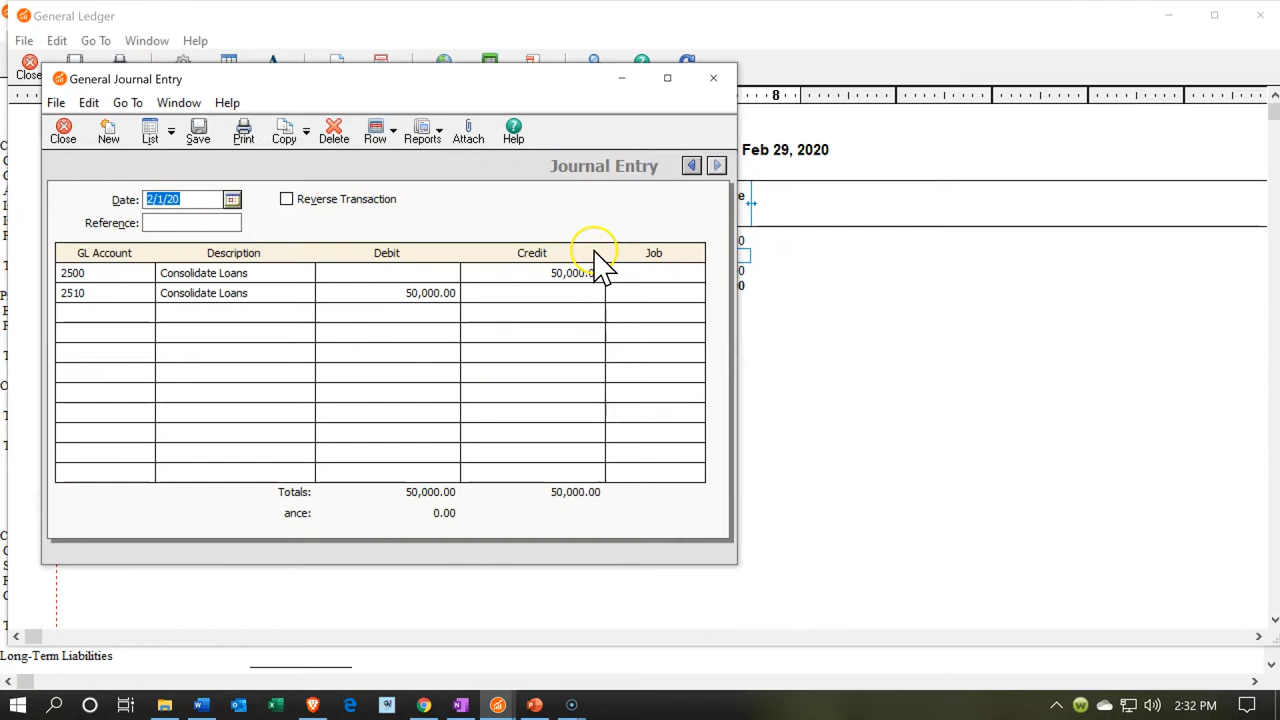 General Ledger
File Edit Go To Window Help
Close
General Journal Entry
File Edit Go To Window Help
Close New List Save Print Copy Delete Row Reports Attach Help
Journal Entry
8
Feb 29, 2020
Date: 2/1/20 Reverse Transaction
Reference:
GL Account Description Debit Credit Job
2500 Consolidate Loans 50,000.0
2510 Consolidate Loans 50,000.00
Totals: 50,000.00 50,000.00
ance: 0.00
Long-Term Liabilities
2:32 PM